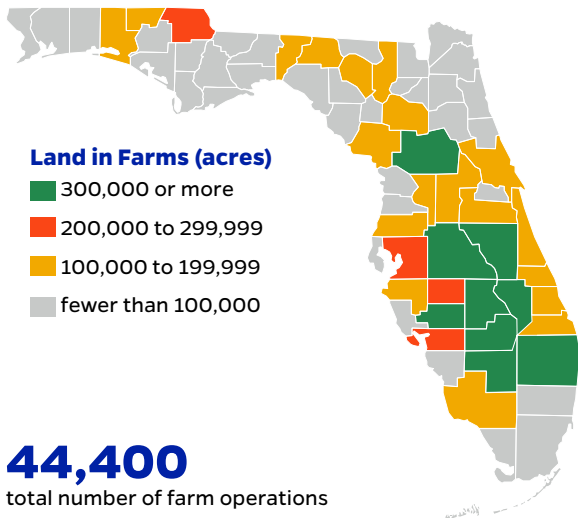 Land in Farms (acres)
300,000 or more
200,000 to 299,999
100,000 to 199,999
fewer than 100,000
44,400
total number of farm operations